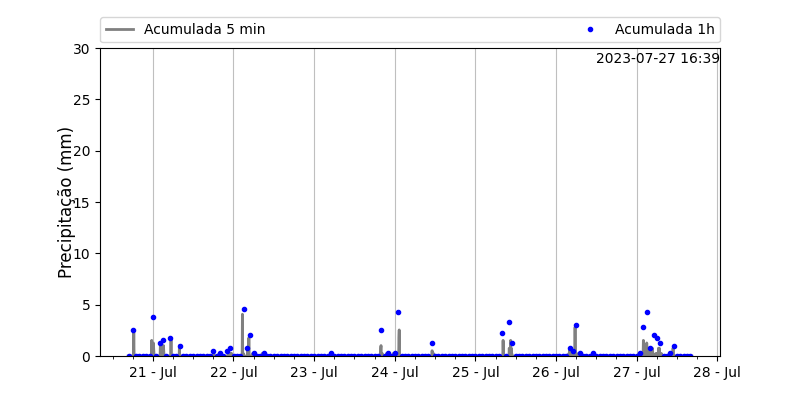 Acumulada 5 min
Acumulada 1h
2023-07-27 16:39
Precipitação (mm)
30
25
20
15
10
5
0
21 - Jul
22 - Jul
23 - Jul
24 - Jul
25 - Jul
26 - Jul
27 - Jul
28 - Jul